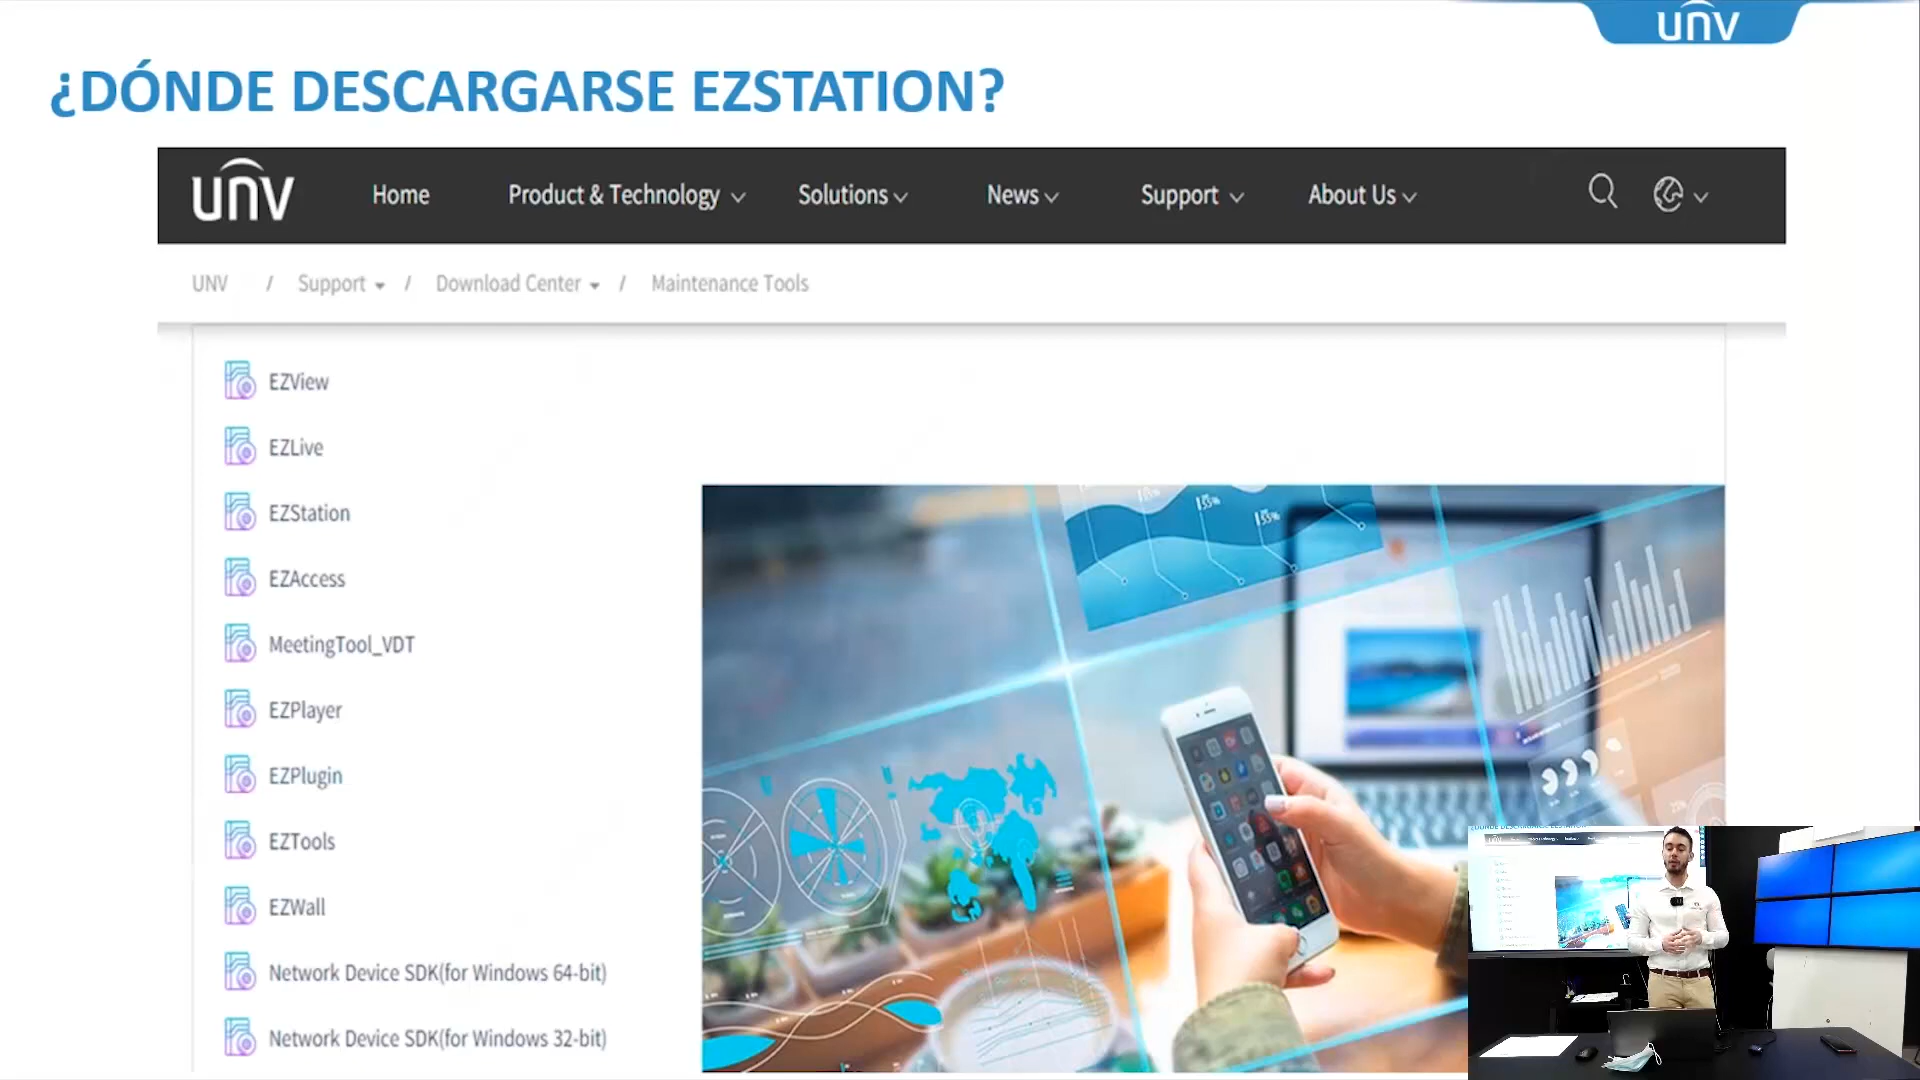 unv
¿DÓNDE DESCARGARSE EZSTATION?
unv Home Product & Technology Solutions News Support About Us
UNV / Support / Download Center / Maintenance Tools
EZView
EZLive
EZStation
EZAccess
MeetingTool_VDT
EZPlayer
EZPlugin
EZTools
EZWall
Network Device SDK(for Windows 64-bit)
Network Device SDK(for Windows 32-bit)